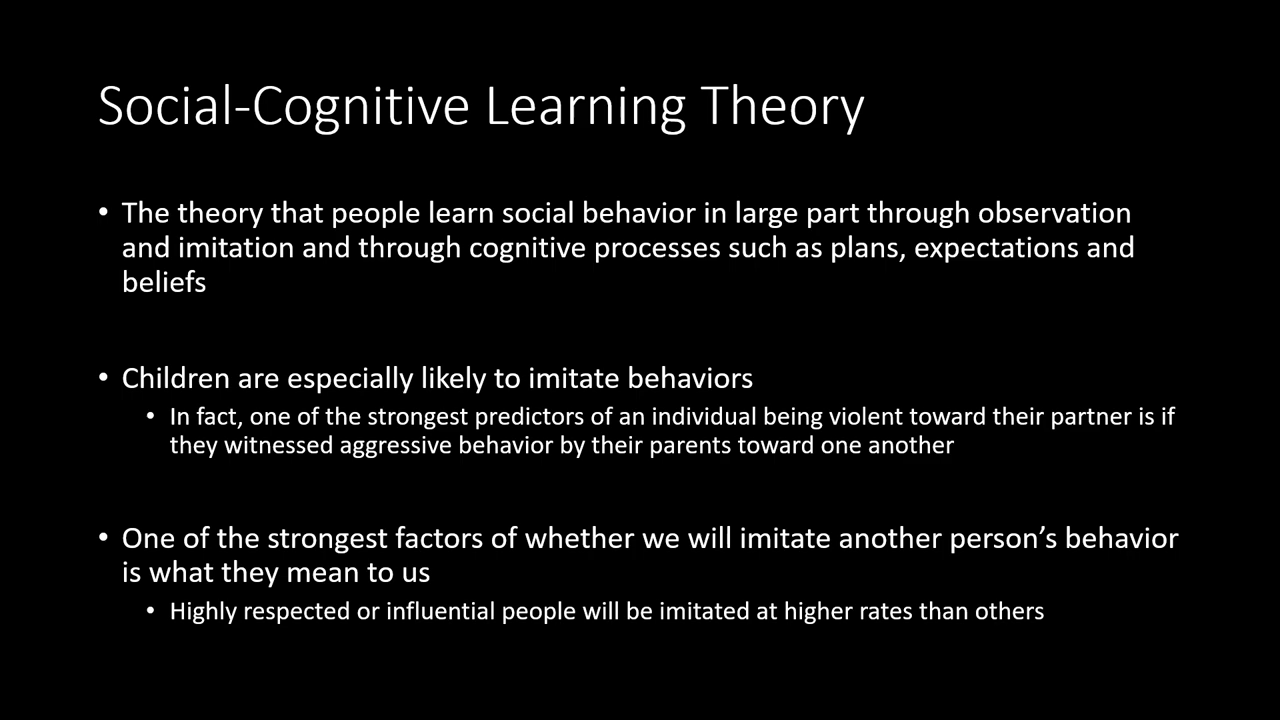 Social-Cognitive Learning Theory
• The theory that people learn social behavior in large part through observation
and imitation and through cognitive processes such as plans, expectations and
beliefs
• Children are especially likely to imitate behaviors
• In fact, one of the strongest predictors of an individual being violent toward their partner is if
they witnessed aggressive behavior by their parents toward one another
• One of the strongest factors of whether we will imitate another person’s behavior
is what they mean to us
• Highly respected or influential people will be imitated at higher rates than others